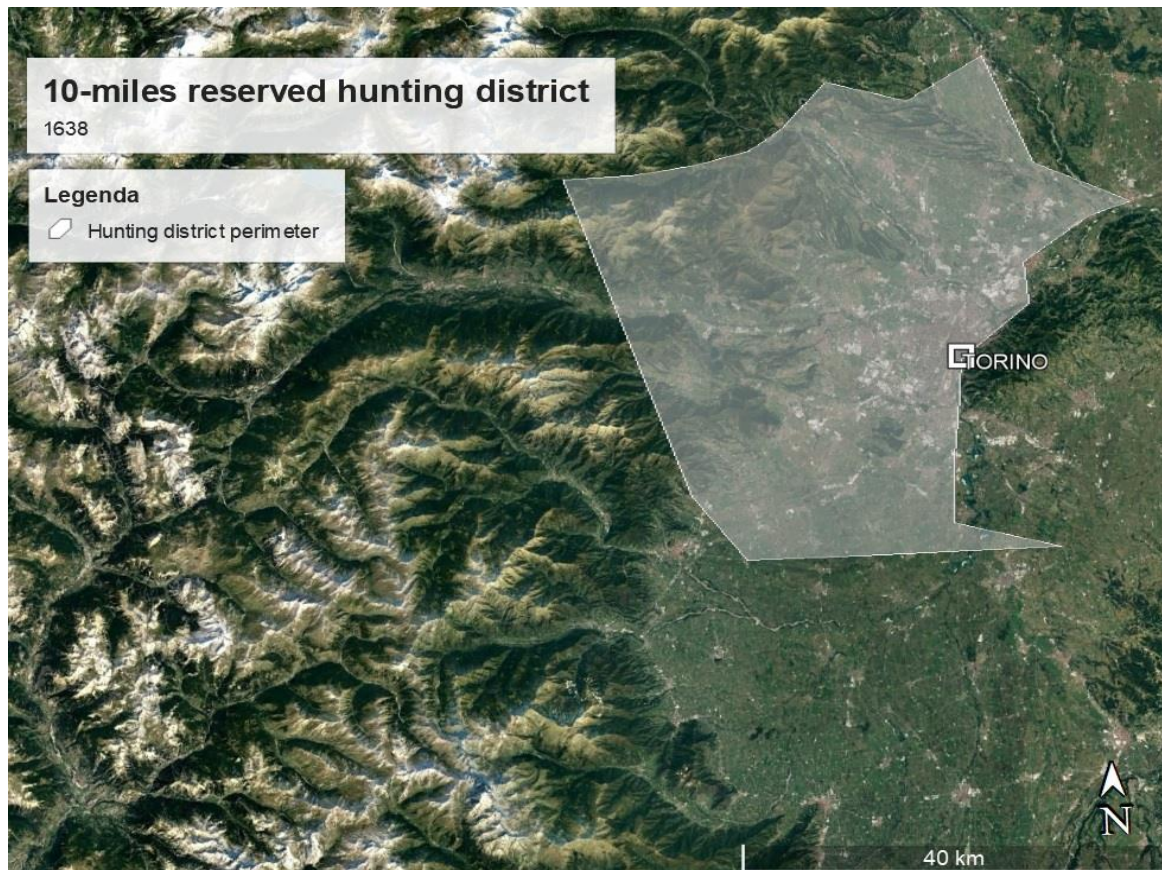 10-miles reserved hunting district
1638
Legenda
Hunting district perimeter
TORINO
N
40 km